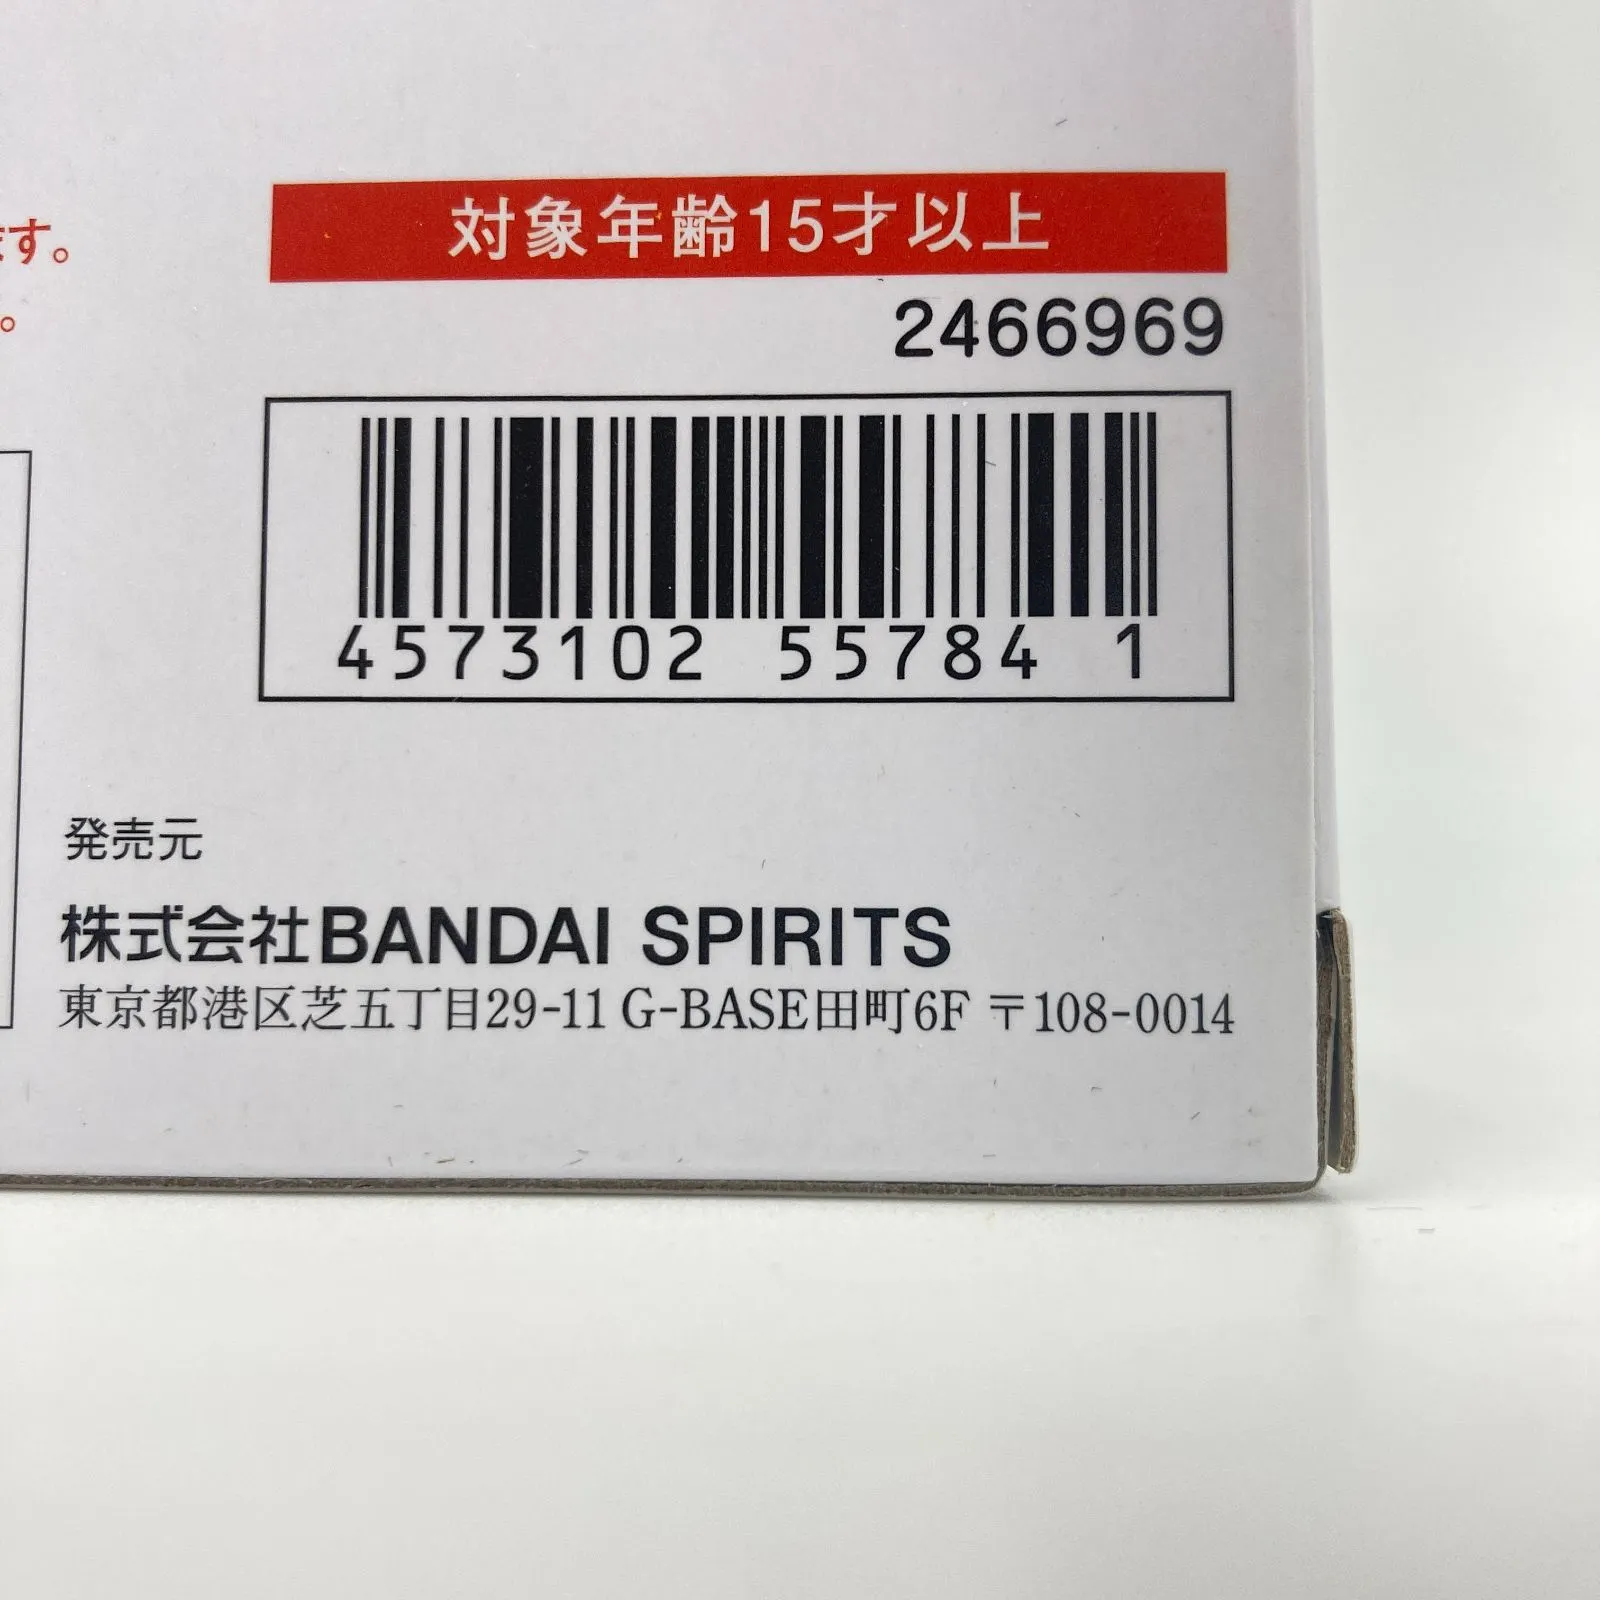 す。
。
対象年齢15才以上
2466969
4573102 55784 1
発売元
株式会社BANDAI SPIRITS
東京都港区芝五丁目29-11 G-BASE田町6F 〒108-0014